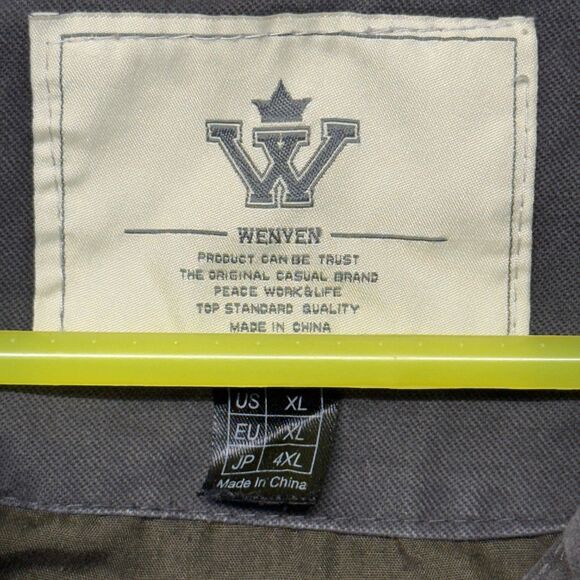 W
WENYEN
PRODUCT CAN BE TRUST
THE ORIGINAL CASUAL BRAND
PEACE WORK&LIFE
TOP STANDARD QUALITY
MADE IN CHINA
US XL
EU XL
JP 4XL
Made In China